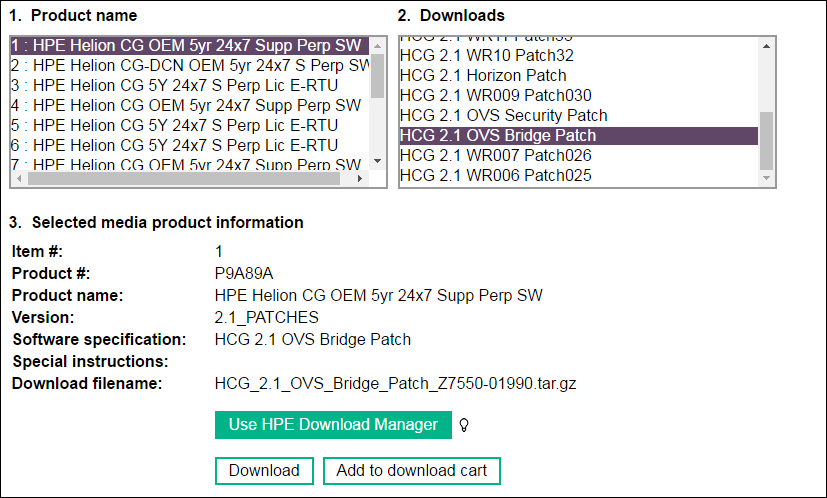 1. Product name
2. Downloads
1 : HPE Helion CG OEM 5yr 24x7 Supp Perp SW
2 : HPE Helion CG-DCN OEM 5yr 24x7 S Perp SW
3 : HPE Helion CG 5Y 24x7 S Perp Lic E-RTU
4 : HPE Helion CG OEM 5yr 24x7 Supp Perp SW
5 : HPE Helion CG 5Y 24x7 S Perp Lic E-RTU
6 : HPE Helion CG 5Y 24x7 S Perp Lic E-RTU
7 : HPE Helion CG OEM 5yr 24x7 Supp Perp SW
HCG 2.1 WR11 Patch33
HCG 2.1 WR10 Patch32
HCG 2.1 Horizon Patch
HCG 2.1 WR009 Patch030
HCG 2.1 OVS Security Patch
HCG 2.1 OVS Bridge Patch
HCG 2.1 WR007 Patch026
HCG 2.1 WR006 Patch025
3. Selected media product information
Item #: 1
Product #: P9A89A
Product name: HPE Helion CG OEM 5yr 24x7 Supp Perp SW
Version: 2.1_PATCHES
Software specification: HCG 2.1 OVS Bridge Patch
Special instructions:
Download filename: HCG_2.1_OVS_Bridge_Patch_Z7550-01990.tar.gz
Use HPE Download Manager
Download
Add to download cart